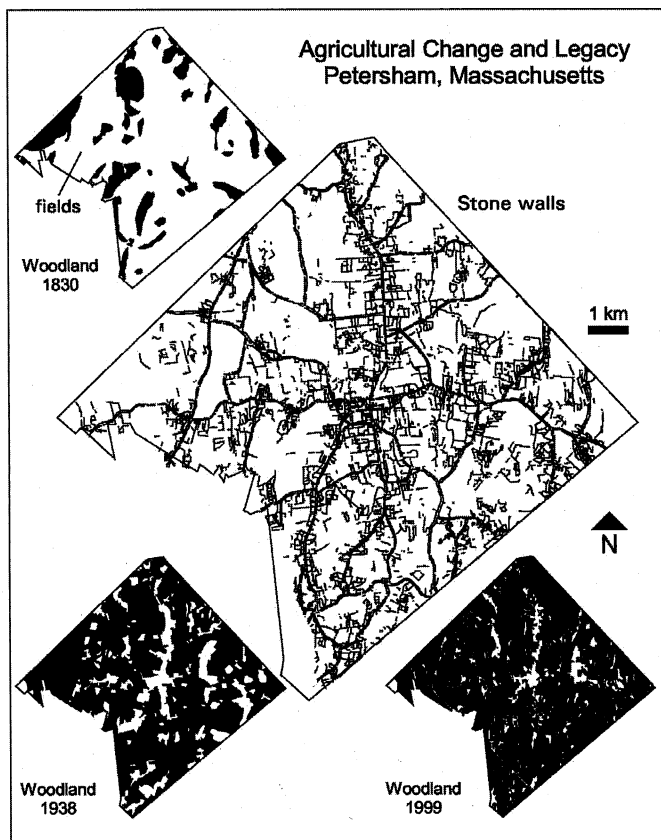 Agricultural Change and Legacy
Petersham, Massachusetts
fields
Woodland
1830
Stone walls
1 km
N
Woodland
1938
Woodland
1999